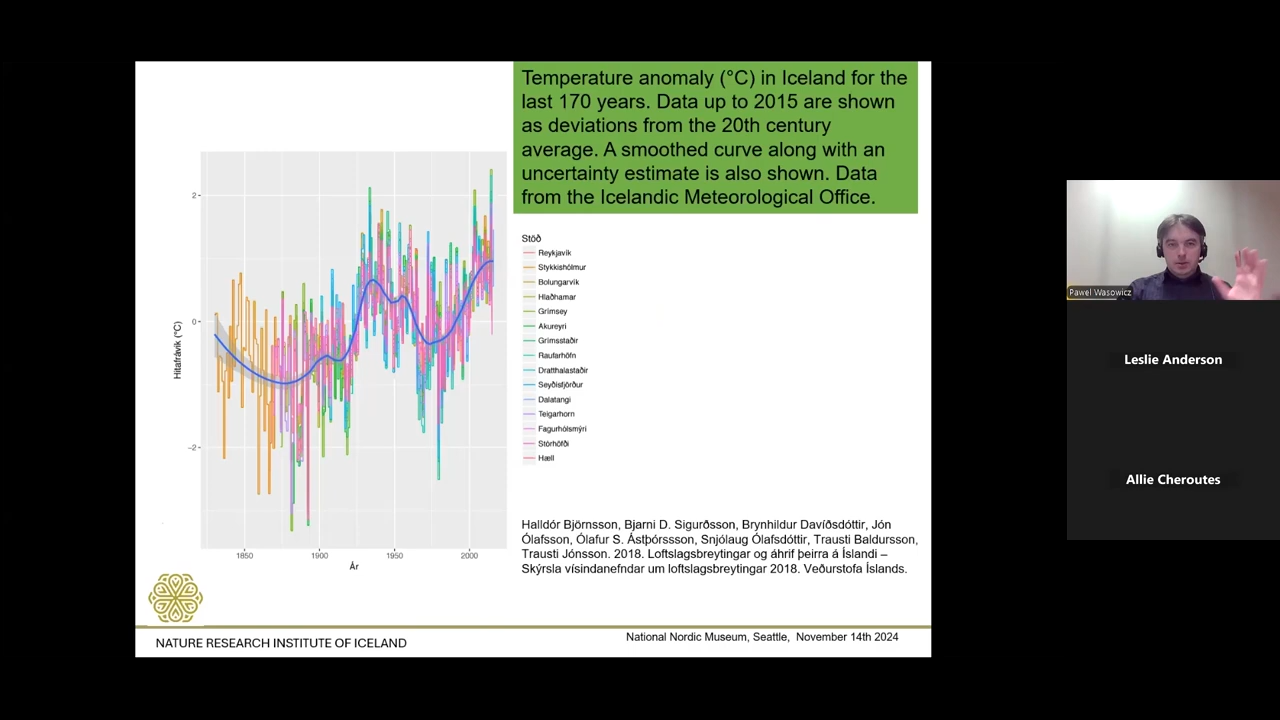 Temperature anomaly (°C) in Iceland for the
last 170 years. Data up to 2015 are shown
as deviations from the 20th century
average. A smoothed curve along with an
uncertainty estimate is also shown. Data
from the Icelandic Meteorological Office.
2
0
−2
Hitafrávik (°C)
1850
1900
1950
2000
Ár
Stöð
Reykjavík
Stykkishólmur
Bolungarvík
Hlaðhamar
Grímsey
Akureyri
Grímsstaðir
Raufarhöfn
Dratthalastaðir
Seyðisfjörður
Dalatangi
Teigarhorn
Fagurhólsmýri
Stórhöfði
Hæll
Halldór Björnsson, Bjarni D. Sigurðsson, Brynhildur Davíðsdóttir, Jón
Ólafsson, Ólafur S. Ástþórssson, Snjólaug Ólafsdóttir, Trausti Baldursson,
Trausti Jónsson. 2018. Loftslagsbreytingar og áhrif þeirra á Íslandi –
Skýrsla vísindanefndar um loftslagsbreytingar 2018. Veðurstofa Íslands.
NATURE RESEARCH INSTITUTE OF ICELAND
National Nordic Museum, Seattle, November 14th 2024
Pawel Wasowicz
Leslie Anderson
Allie Cheroutes